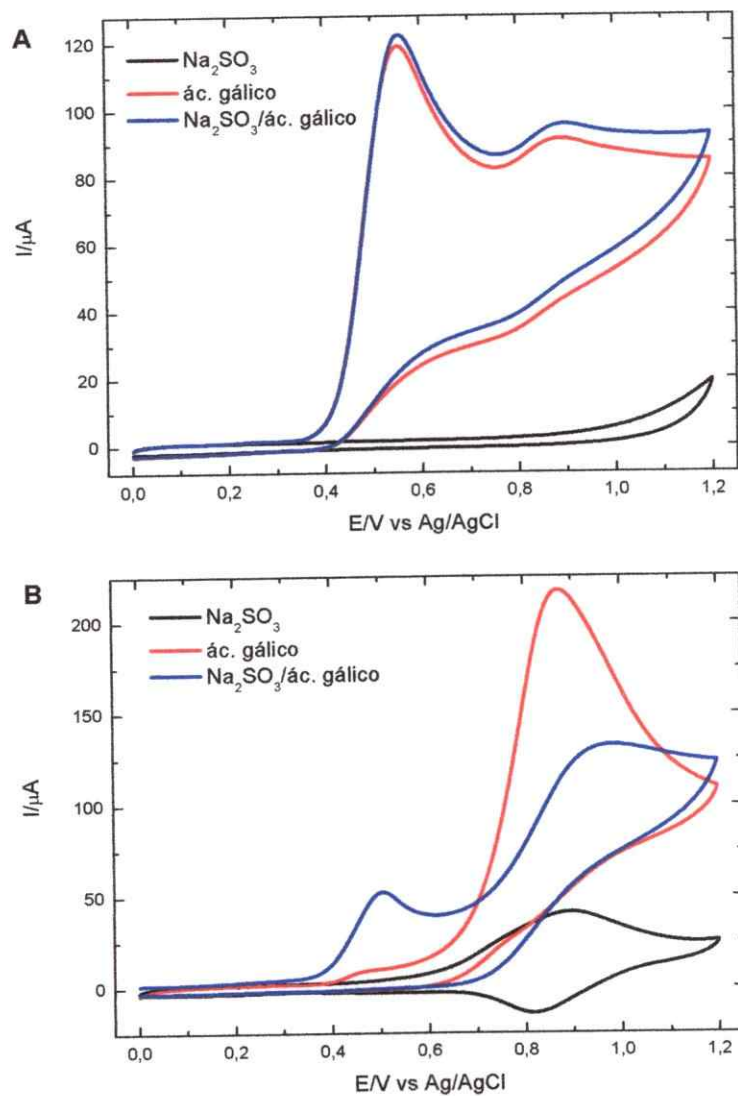 A
Na₂SO₃
ác. gálico
Na₂SO₃/ác. gálico
120
100
80
60
40
20
0
I/µA
0,0 0,2 0,4 0,6 0,8 1,0 1,2
E/V vs Ag/AgCl
B
Na₂SO₃
ác. gálico
Na₂SO₃/ác. gálico
200
150
100
50
0
I/µA
0,0 0,2 0,4 0,6 0,8 1,0 1,2
E/V vs Ag/AgCl